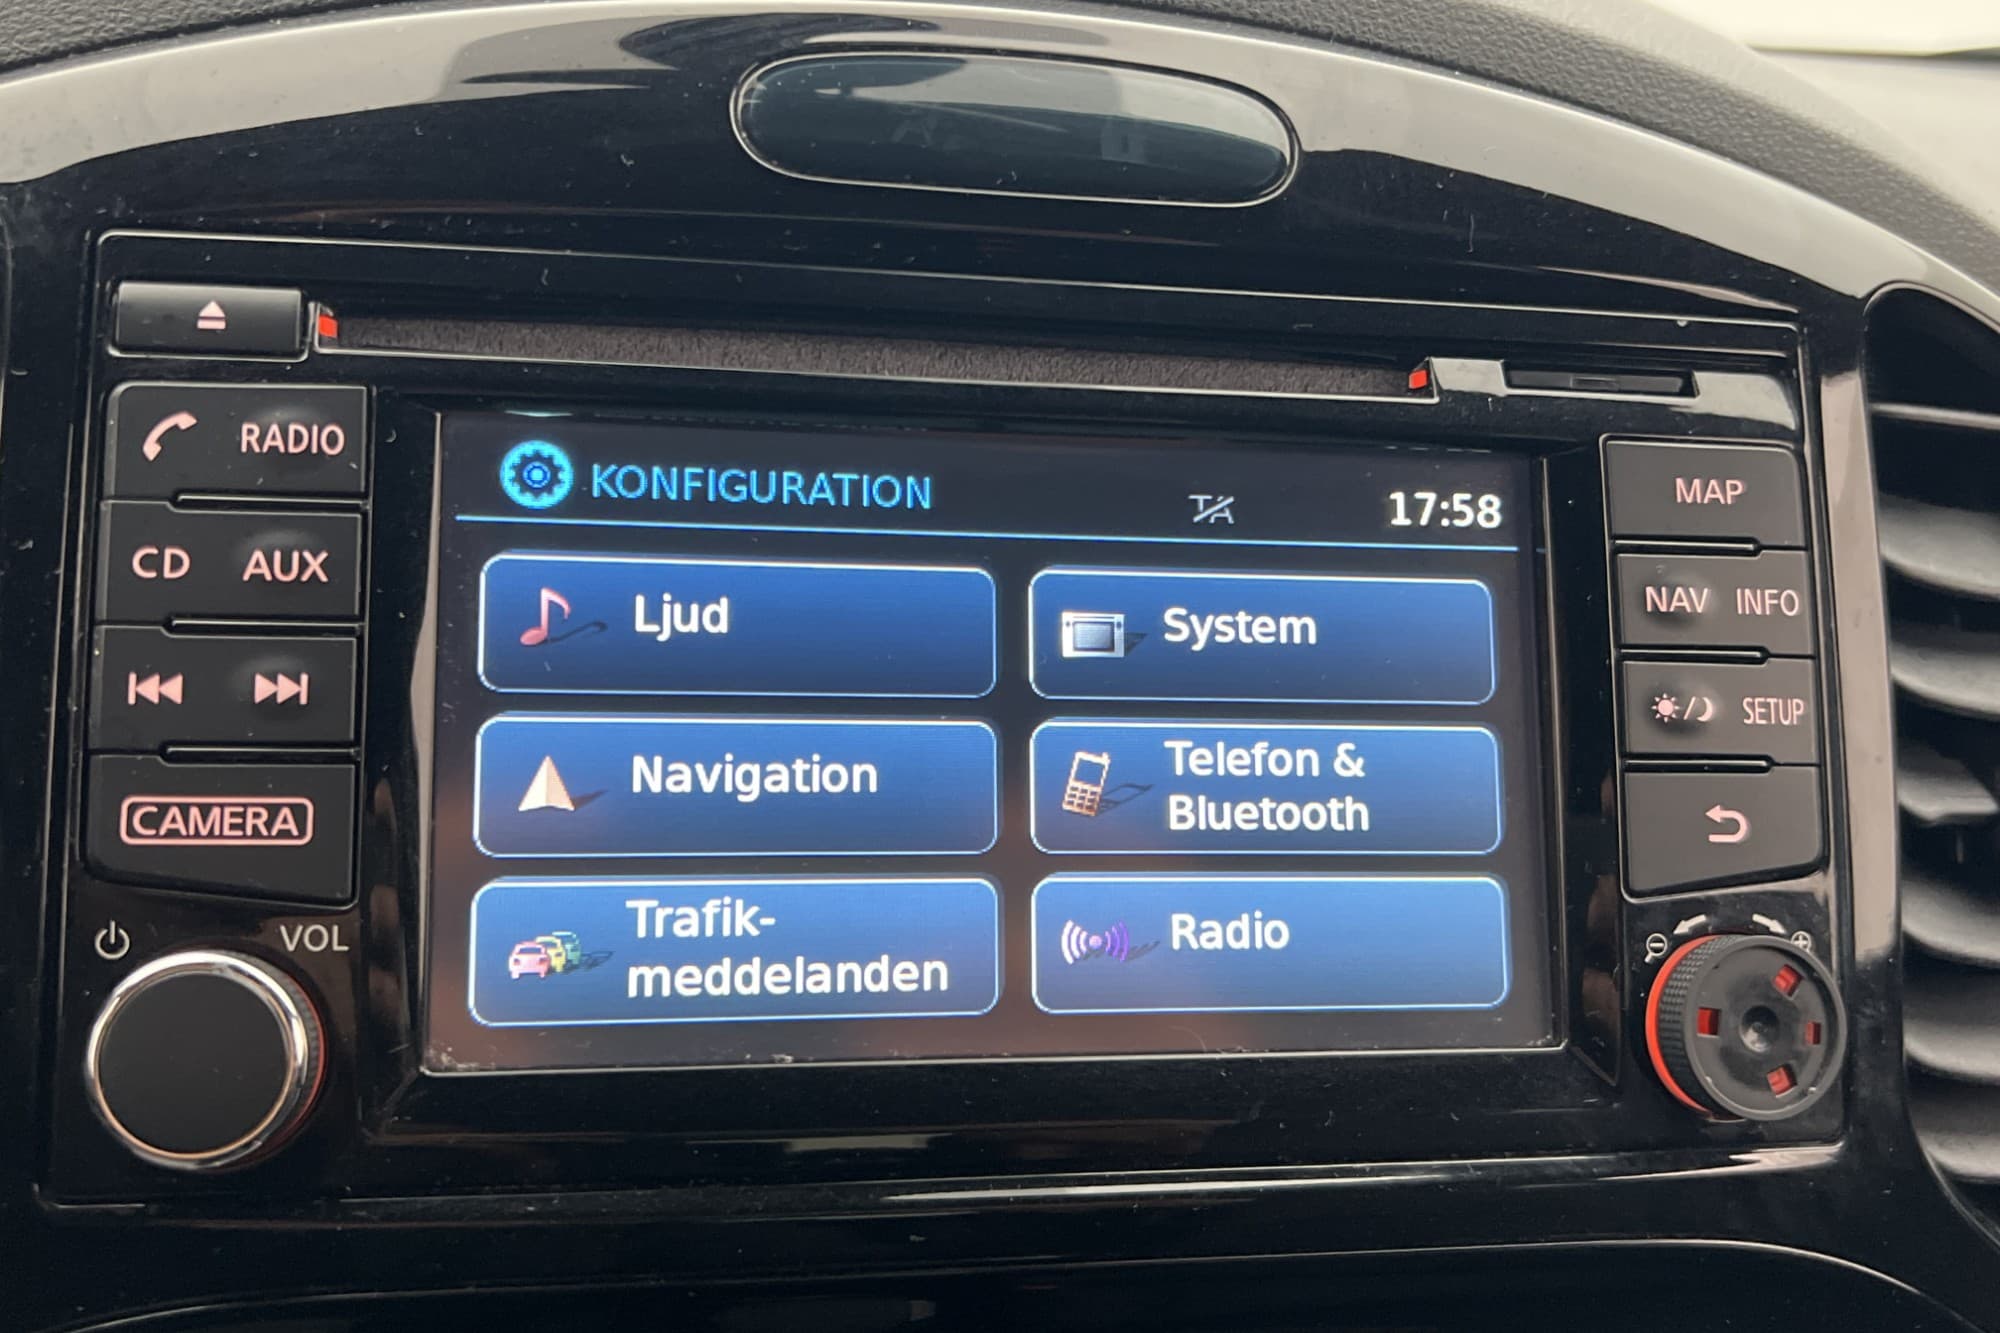 RADIO
CD AUX
CAMERA
VOL
KONFIGURATION
TA
17:58
Ljud
System
Navigation
Telefon &
Bluetooth
Trafik-
meddelanden
Radio
MAP
NAV INFO
SETUP